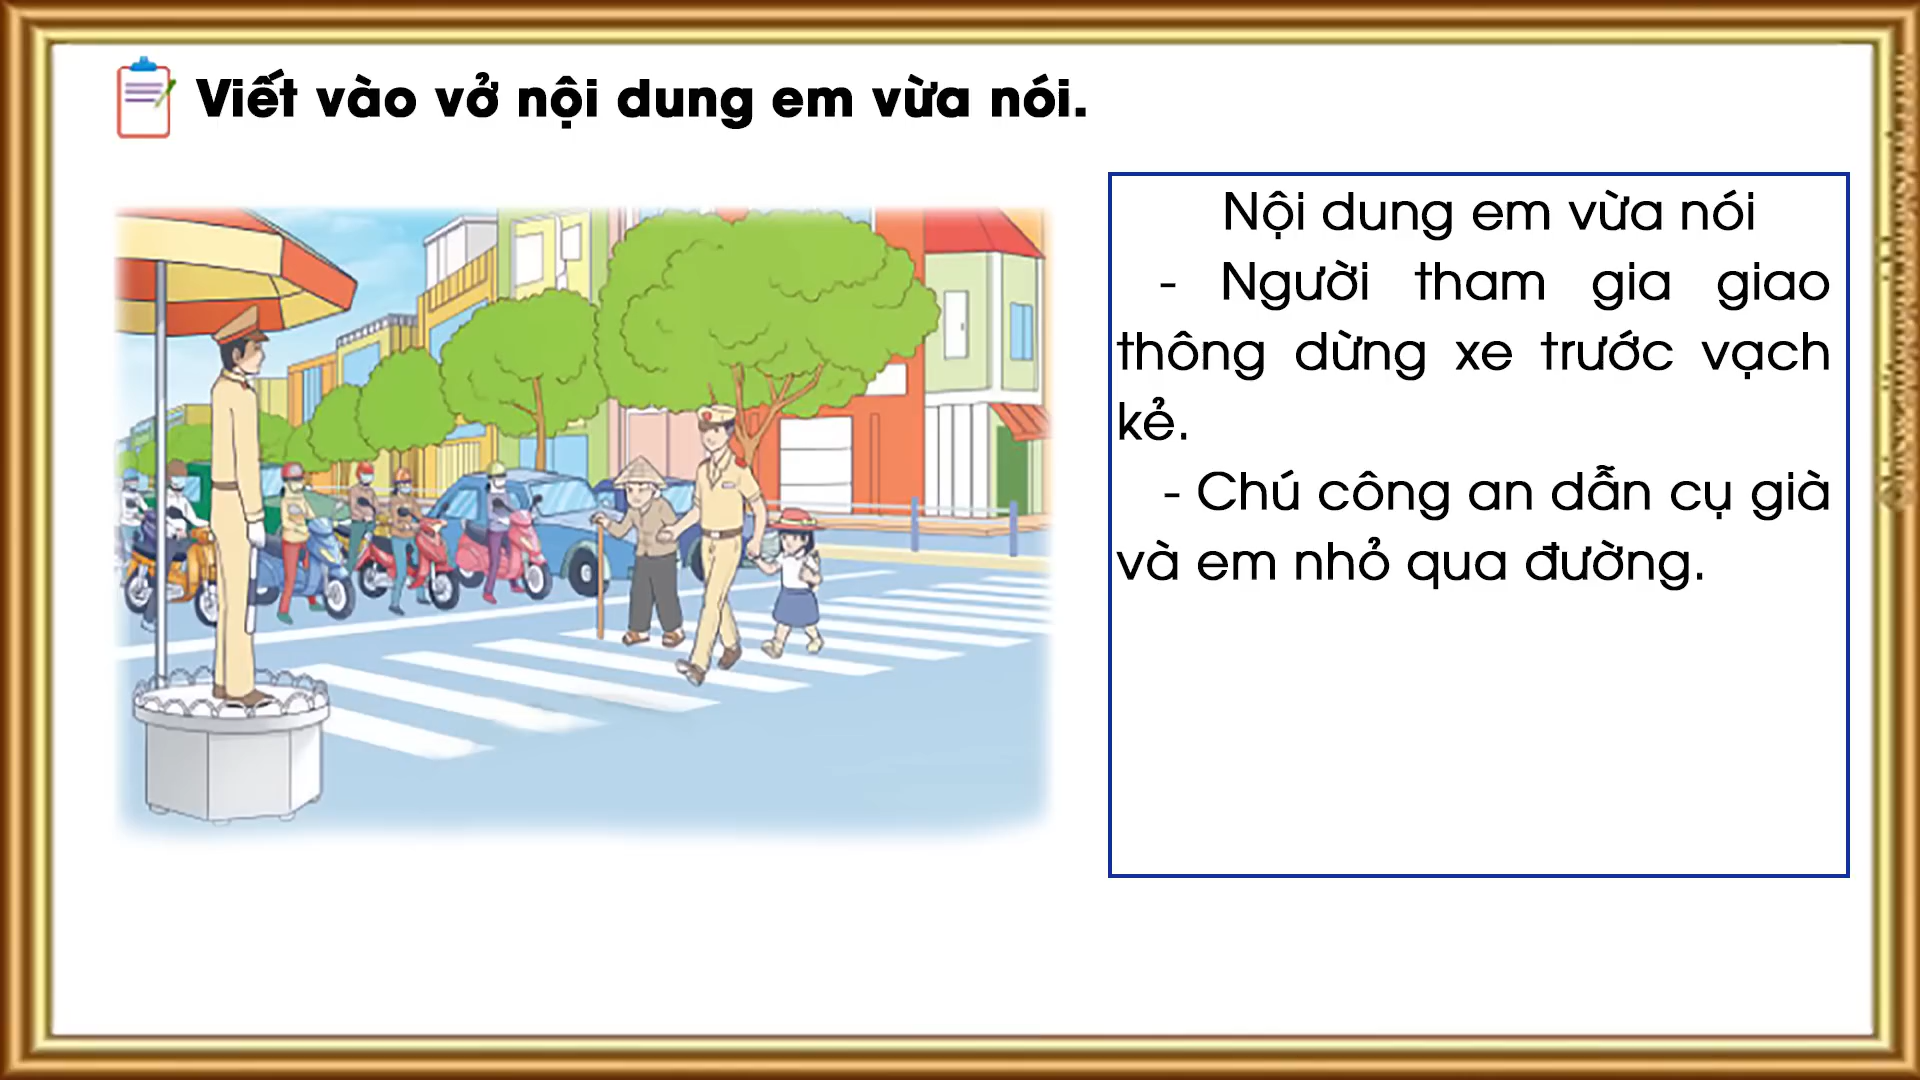 Viết vào vở nội dung em vừa nói.
Nội dung em vừa nói
- Người tham gia giao
thông dừng xe trước vạch
kẻ.
- Chú công an dẫn cụ già
và em nhỏ qua đường.